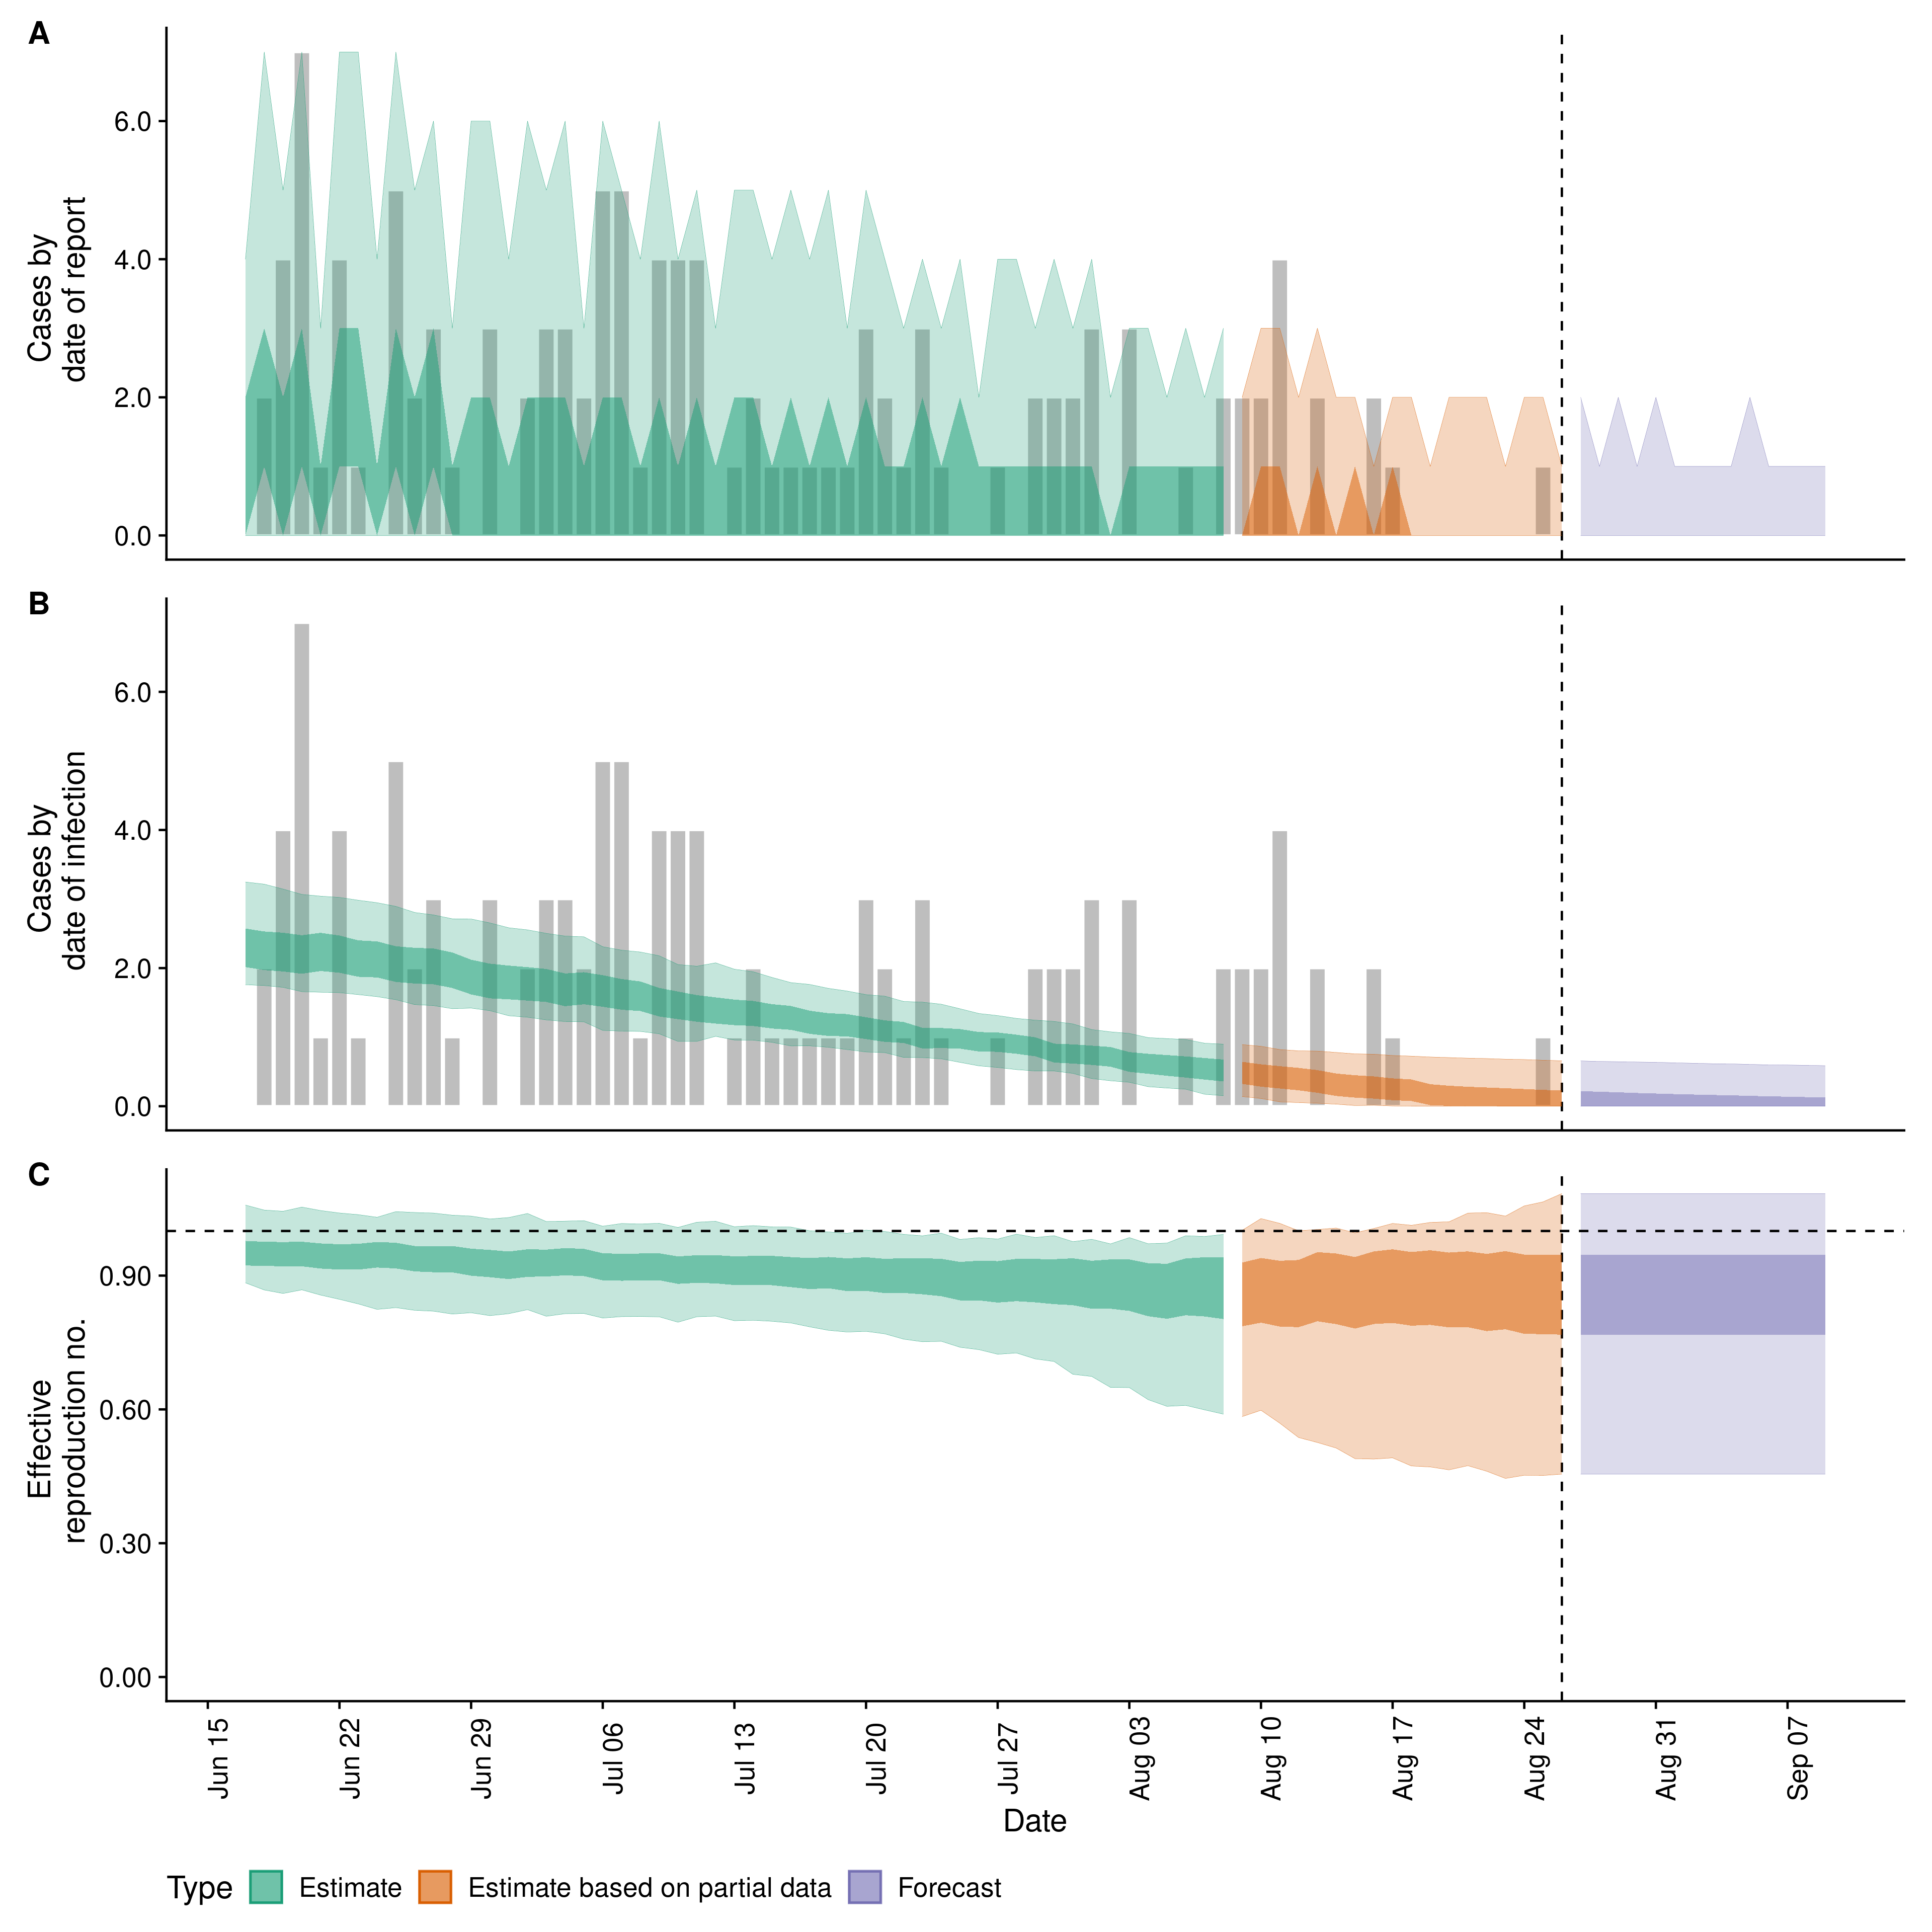 A
Cases by
date of report
6.0
4.0
2.0
0.0
B
Cases by
date of infection
6.0
4.0
2.0
0.0
C
Effective
reproduction no.
0.90
0.60
0.30
0.00
Jun 15
Jun 22
Jun 29
Jul 06
Jul 13
Jul 20
Jul 27
Aug 03
Aug 10
Aug 17
Aug 24
Aug 31
Sep 07
Date
Type Estimate Estimate based on partial data Forecast